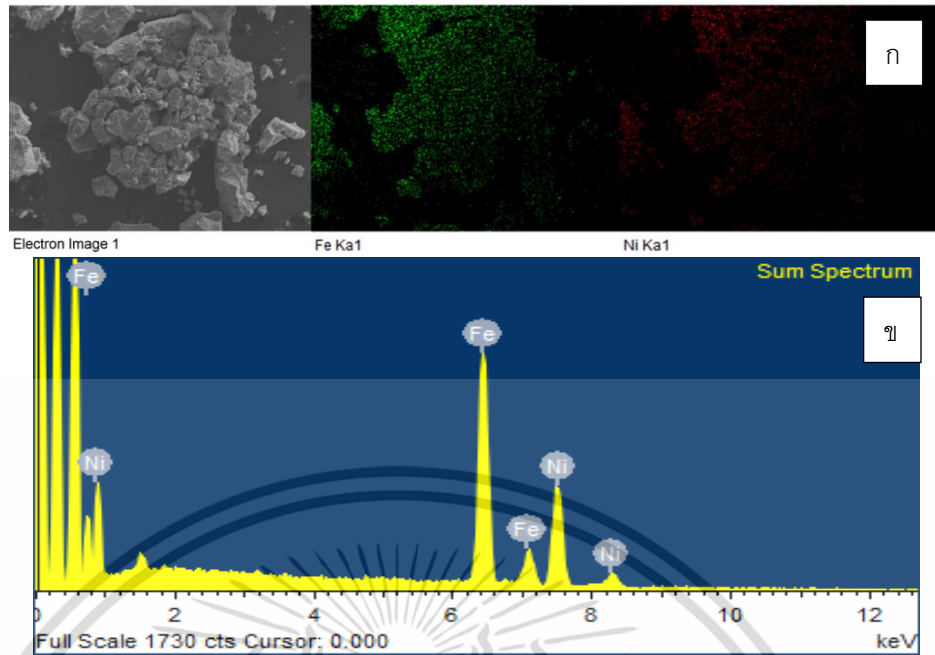 ก
Electron Image 1 Fe Ka1 Ni Ka1
Sum Spectrum
Fe
ข
Fe
Ni
Ni
Fe
Ni
0 2 4 6 8 10 12
Full Scale 1730 cts Cursor: 0.000 keV